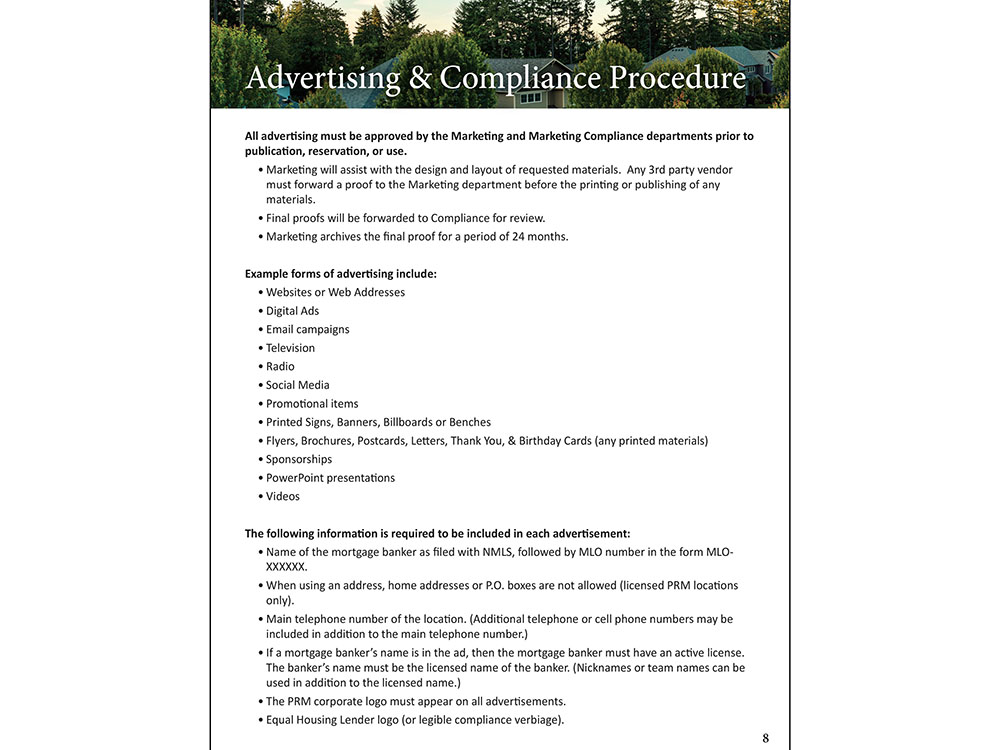 Advertising & Compliance Procedure
All advertising must be approved by the Marketing and Marketing Compliance departments prior to
publication, reservation, or use.
• Marketing will assist with the design and layout of requested materials.  Any 3rd party vendor
must forward a proof to the Marketing department before the printing or publishing of any
materials.
• Final proofs will be forwarded to Compliance for review.
• Marketing archives the final proof for a period of 24 months.
Example forms of advertising include:
• Websites or Web Addresses
• Digital Ads
• Email campaigns
• Television
• Radio
• Social Media
• Promotional items
• Printed Signs, Banners, Billboards or Benches
• Flyers, Brochures, Postcards, Letters, Thank You, & Birthday Cards (any printed materials)
• Sponsorships
• PowerPoint presentations
• Videos
The following information is required to be included in each advertisement:
• Name of the mortgage banker as filed with NMLS, followed by MLO number in the form MLO-
XXXXXX.
• When using an address, home addresses or P.O. boxes are not allowed (licensed PRM locations
only).
• Main telephone number of the location. (Additional telephone or cell phone numbers may be
included in addition to the main telephone number.)
• If a mortgage banker’s name is in the ad, then the mortgage banker must have an active license.
The banker’s name must be the licensed name of the banker. (Nicknames or team names can be
used in addition to the licensed name.)
• The PRM corporate logo must appear on all advertisements.
• Equal Housing Lender logo (or legible compliance verbiage).
8